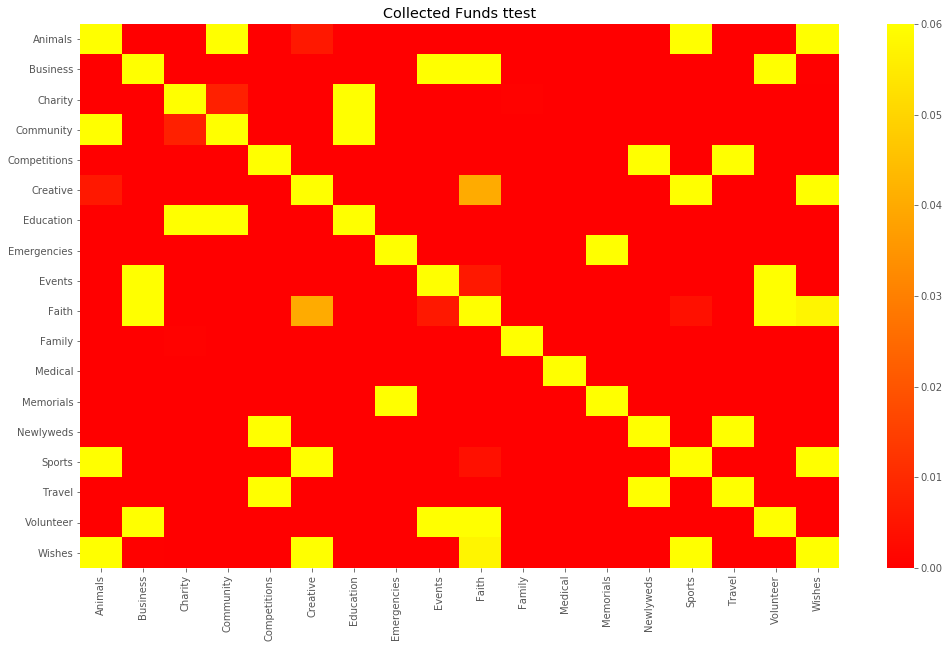 Collected Funds ttest
Animals
Business
Charity
Community
Competitions
Creative
Education
Emergencies
Events
Faith
Family
Medical
Memorials
Newlyweds
Sports
Travel
Volunteer
Wishes
Animals
Business
Charity
Community
Competitions
Creative
Education
Emergencies
Events
Faith
Family
Medical
Memorials
Newlyweds
Sports
Travel
Volunteer
Wishes
0.06
0.05
0.04
0.03
0.02
0.01
0.00